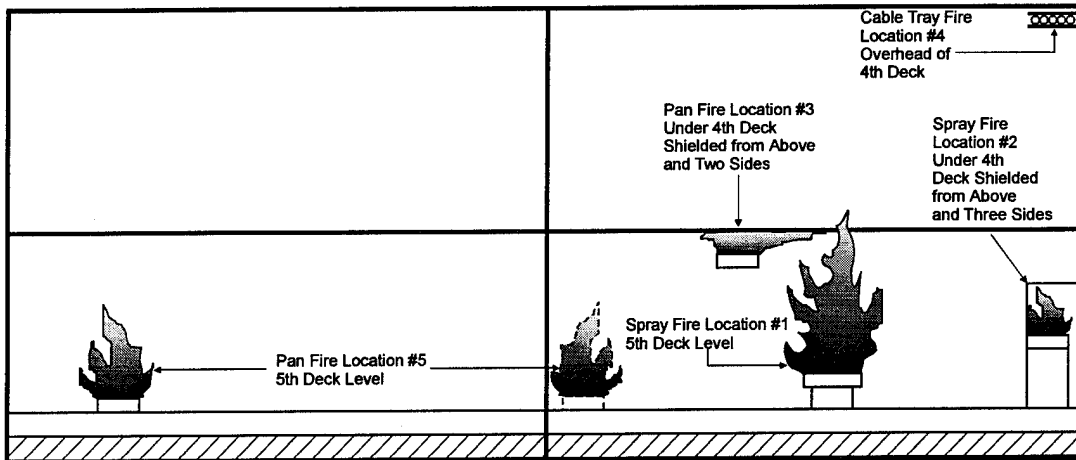 Cable Tray Fire
Location #4
Overhead of
4th Deck
Pan Fire Location #3
Under 4th Deck
Shielded from Above
and Two Sides
Spray Fire
Location #2
Under 4th
Deck Shielded
from Above
and Three Sides
Pan Fire Location #5
5th Deck Level
Spray Fire Location #1
5th Deck Level